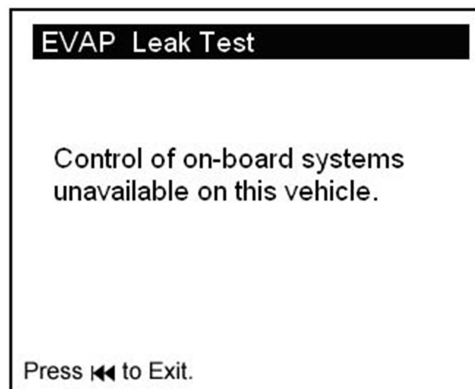 EVAP Leak Test
Control of on-board systems
unavailable on this vehicle.
Press ⏮ to Exit.